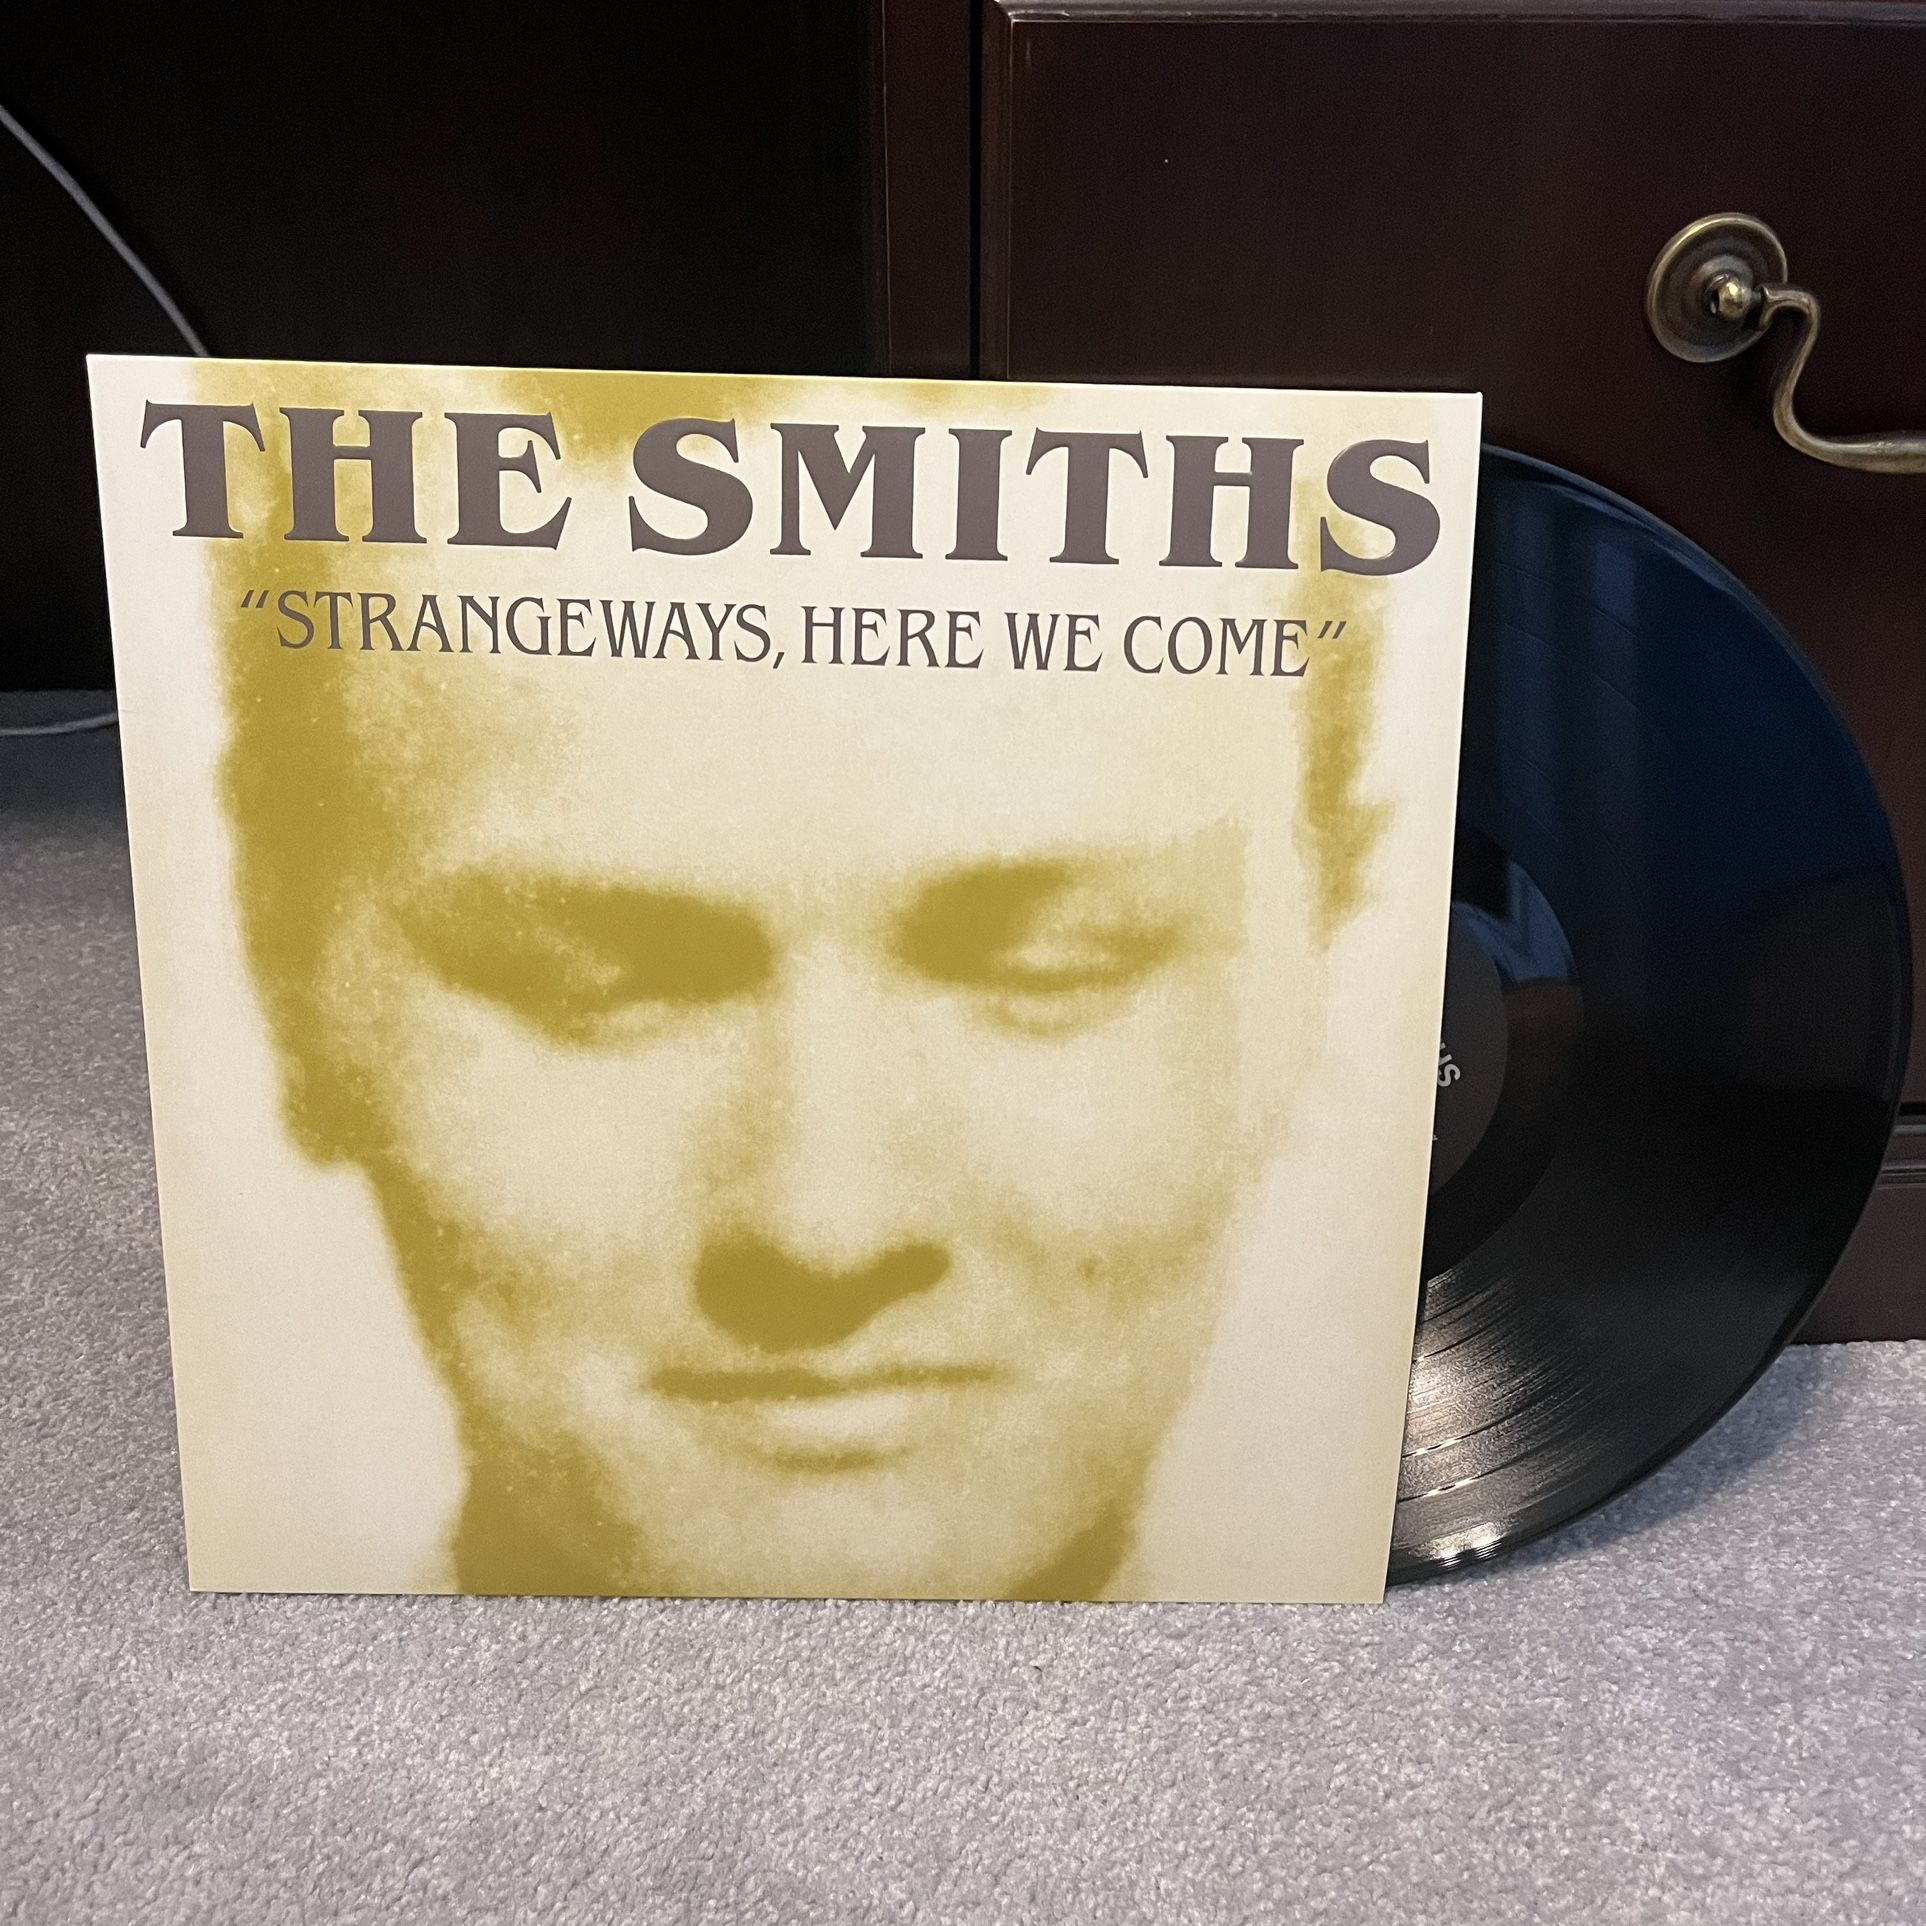 THE SMITHS
“STRANGEWAYS, HERE WE COME”